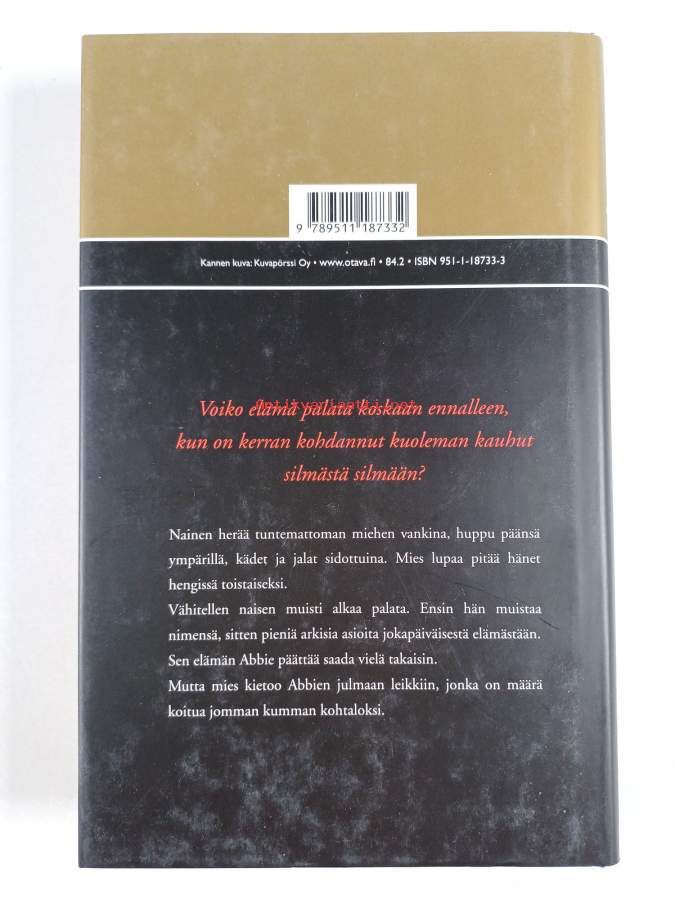 9 789511 187332
Kannen kuva: Kuvapörssi Oy • www.otava.fi • 84.2 • ISBN 951-1-18733-3
Voiko elämä palata koskaan ennalleen,
Antikvariaatti.net
kun on kerran kohdannut kuoleman kauhut
silmästä silmään?
Nainen herää tuntemattoman miehen vankina, huppu päänsä
ympärillä, kädet ja jalat sidottuina. Mies lupaa pitää hänet
hengissä toistaiseksi.
Vähitellen naisen muisti alkaa palata. Ensin hän muistaa
nimensä, sitten pieniä arkisia asioita jokapäiväisestä elämästään.
Sen elämän Abbie päättää saada vielä takaisin.
Mutta mies kietoo Abbien julmaan leikkiin, jonka on määrä
koitua jomman kumman kohtaloksi.